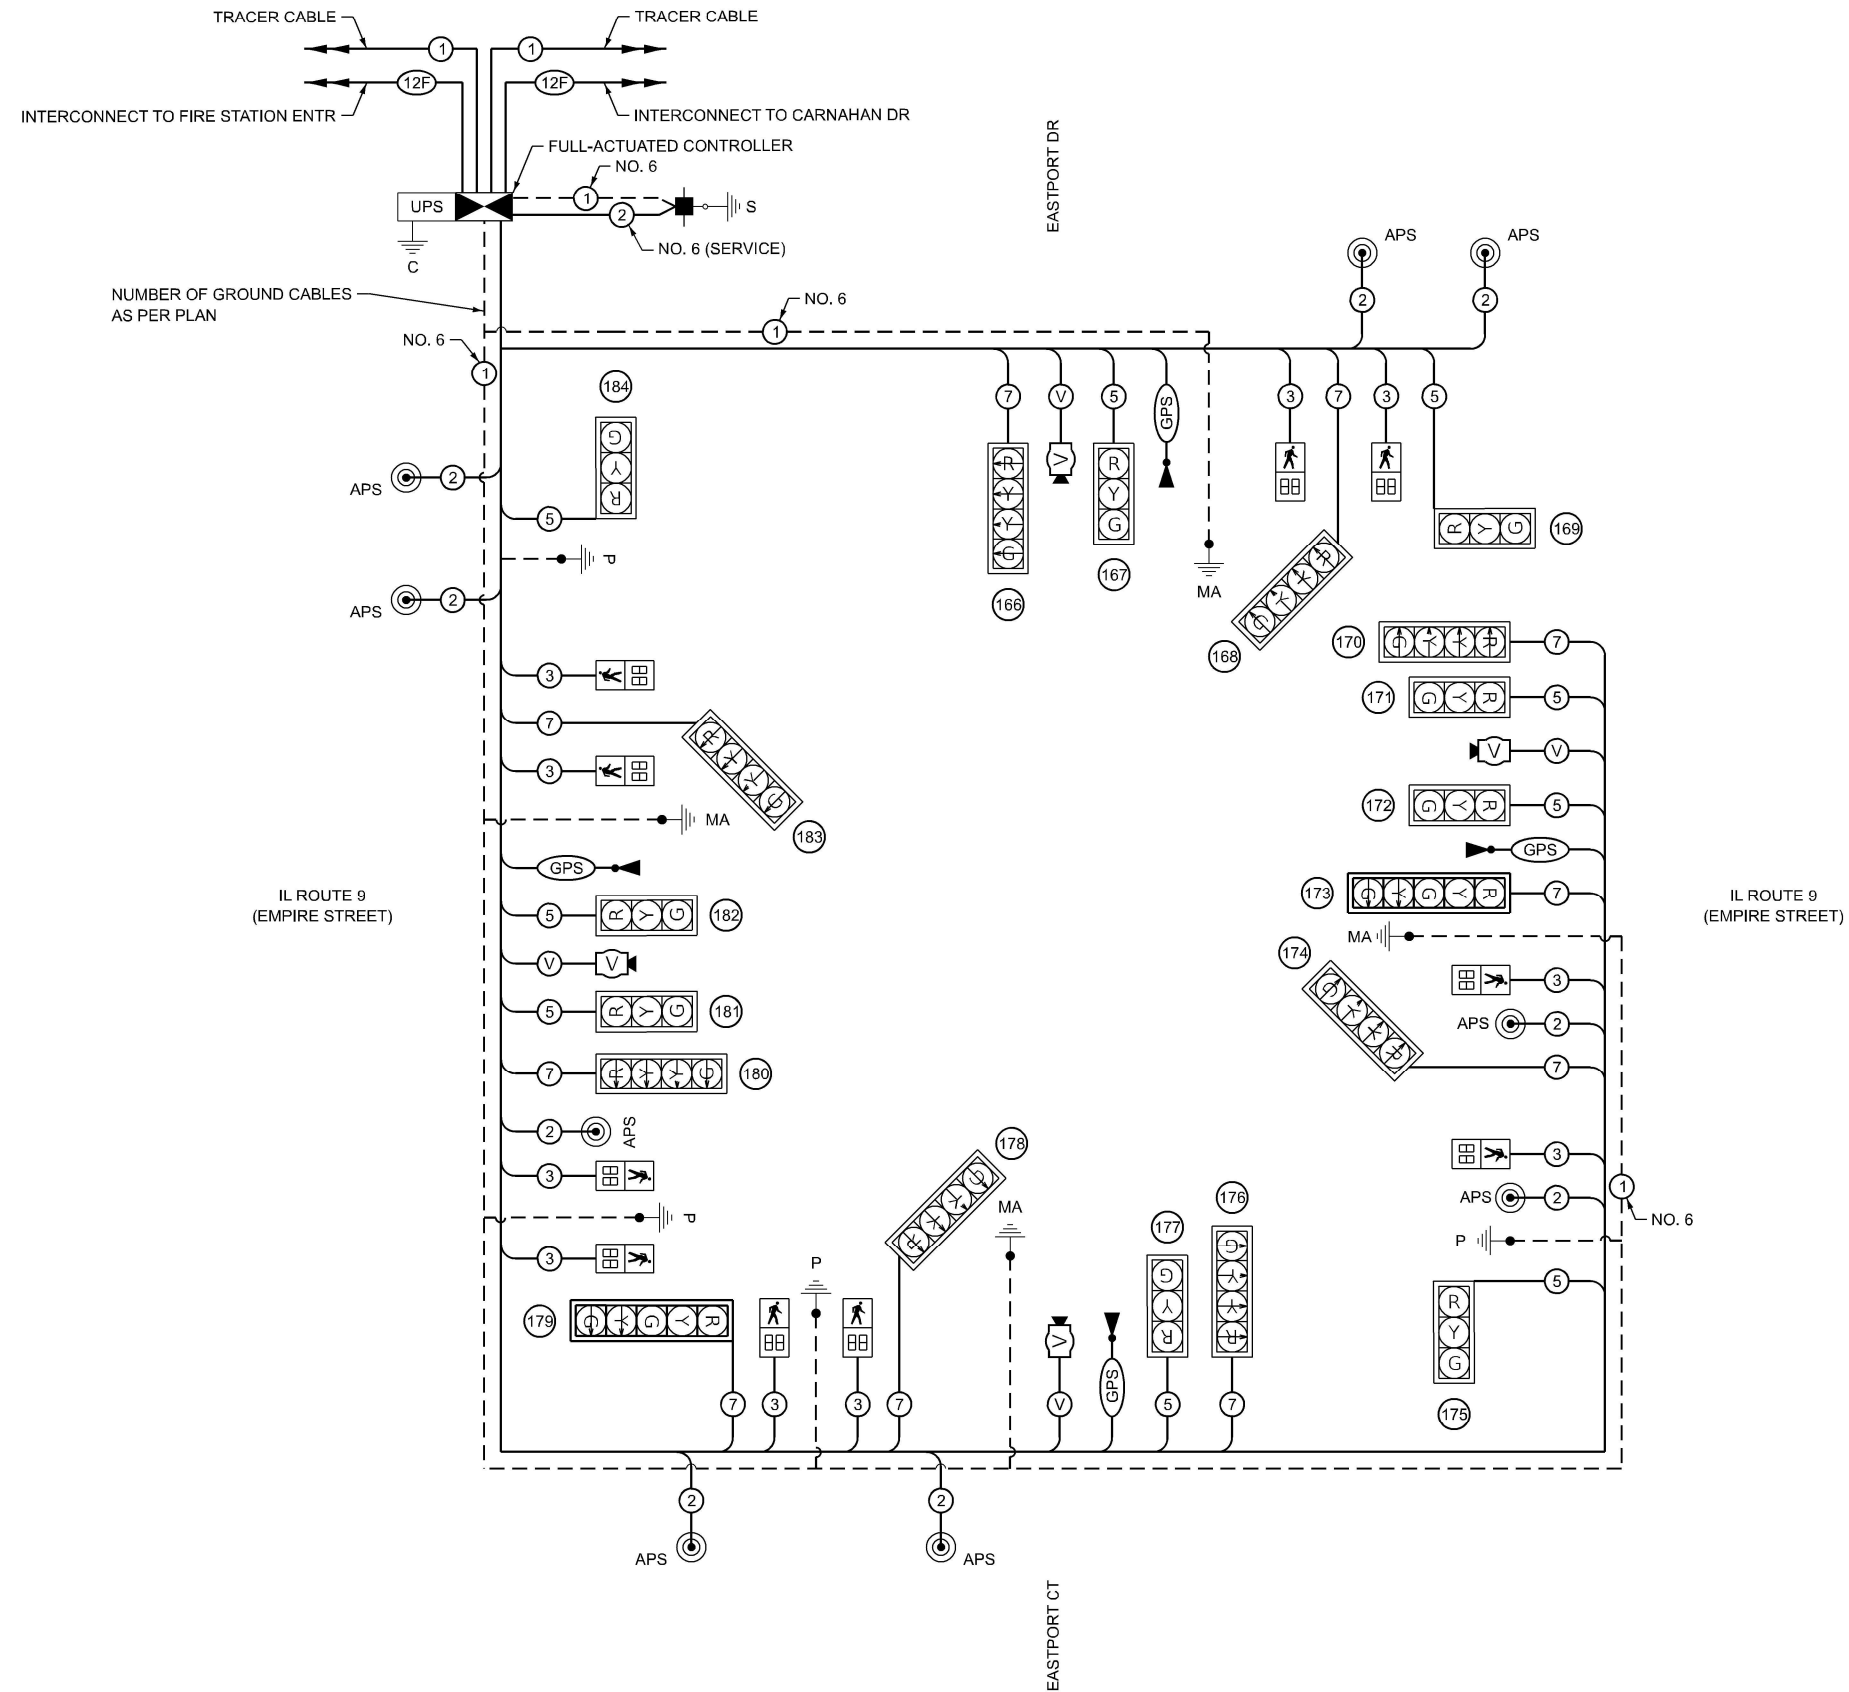 TRACER CABLE
TRACER CABLE
1
1
12F
12F
INTERCONNECT TO FIRE STATION ENTR
INTERCONNECT TO CARNAHAN DR
FULL-ACTUATED CONTROLLER
NO. 6
1
UPS
2
S
NO. 6 (SERVICE)
C
EASTPORT DR
NUMBER OF GROUND CABLES
AS PER PLAN
NO. 6
1
NO. 6
1
APS
APS
2
2
7
V
5
GPS
3
7
3
5
R
Y
Y
G
166
V
R
Y
G
167
MA
R Y Y G
168
R Y G
169
184
G
Y
R
APS
2
5
P
APS
2
3
7
3
R Y Y G
183
MA
GPS
5
R Y G
182
V
V
5
R Y G
181
7
R Y Y G
180
2
APS
3
P
3
IL ROUTE 9
(EMPIRE STREET)
170
G Y Y R
7
171
G Y R
5
V
V
172
G Y R
5
GPS
173
G Y G Y R
7
MA
174
G Y Y R
3
APS
2
7
3
APS
2
1
NO. 6
P
5
R
Y
G
175
IL ROUTE 9
(EMPIRE STREET)
179
G Y G Y R
7
3
P
3
178
R Y Y G
7
MA
V
V
GPS
177
G
Y
R
5
176
G
Y
Y
R
7
2
2
APS
APS
EASTPORT CT